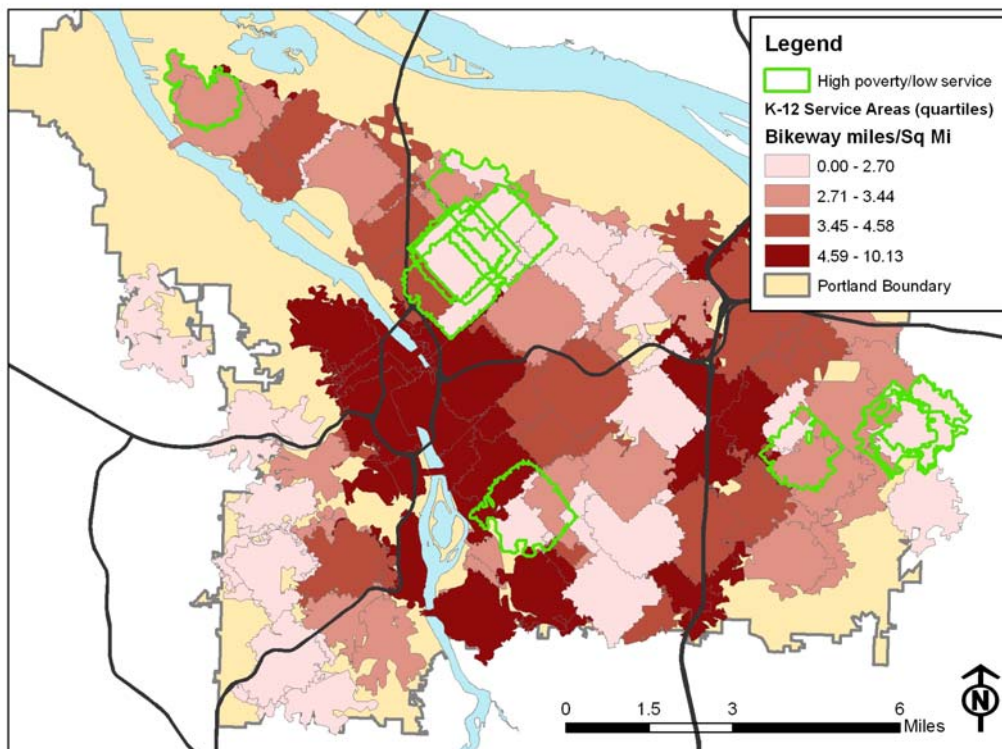 Legend
High poverty/low service
K-12 Service Areas (quartiles)
Bikeway miles/Sq Mi
0.00 - 2.70
2.71 - 3.44
3.45 - 4.58
4.59 - 10.13
Portland Boundary
0 1.5 3 6
Miles
N